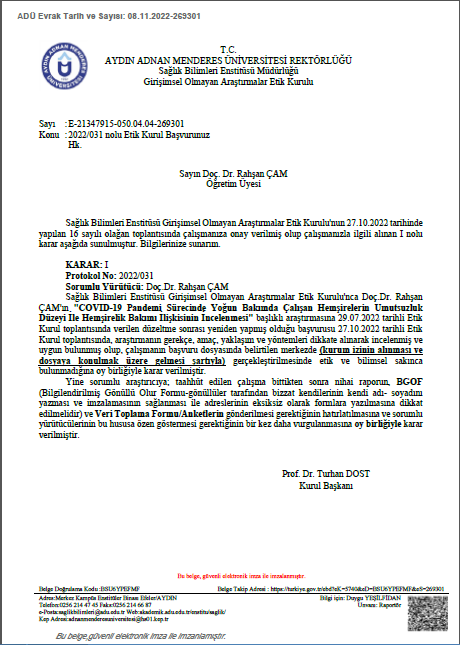 ADÜ Evrak Tarih ve Sayısı: 08.11.2022-269301
T.C.
AYDIN ADNAN MENDERES ÜNİVERSİTESİ REKTÖRLÜĞÜ
Sağlık Bilimleri Enstitüsü Müdürlüğü
Girişimsel Olmayan Araştırmalar Etik Kurulu
Sayı : E-21347915-050.04.04-269301
Konu : 2022/031 nolu Etik Kurul Başvurunuz
Hk.
Sayın Doç. Dr. Rahşan ÇAM
Öğretim Üyesi
Sağlık Bilimleri Enstitüsü Girişimsel Olmayan Araştırmalar Etik Kurulu'nun 27.10.2022 tarihinde
yapılan 16 sayılı olağan toplantısında çalışmanıza onay verilmiş olup çalışmanızla ilgili alınan I nolu
karar aşağıda sunulmuştur. Bilgilerinize sunarım.
KARAR: I
Protokol No: 2022/031
Sorumlu Yürütücü: Doç.Dr. Rahşan ÇAM
Sağlık Bilimleri Enstitüsü Girişimsel Olmayan Araştırmalar Etik Kurulu'nca Doç.Dr. Rahşan
ÇAM'ın, "COVID-19 Pandemi Sürecinde Yoğun Bakımda Çalışan Hemşirelerin Umutsuzluk
Düzeyi İle Hemşirelik Bakımı İlişkisinin İncelenmesi" başlıklı araştırmasına 29.07.2022 tarihli Etik
Kurul toplantısında verilen düzeltme sonrası yeniden yapmış olduğu başvurusu 27.10.2022 tarihli Etik
Kurul toplantısında, araştırmanın gerekçe, amaç, yaklaşım ve yöntemleri dikkate alınarak incelenmiş ve
uygun bulunmuş olup, çalışmanın başvuru dosyasında belirtilen merkezde (kurum izinin alınması ve
dosyaya konulmak üzere gelmesi şartıyla) gerçekleştirilmesinde etik ve bilimsel sakınca
bulunmadığına oy birliğiyle karar verilmiştir.
Yine sorumlu araştırıcıya; taahhüt edilen çalışma bittikten sonra nihai raporun, BGOF
(Bilgilendirilmiş Gönüllü Olur Formu-gönüllüler tarafından bizzat kendilerinin kendi adı- soyadını
yazması ve imzalamasının sağlanması ile adreslerinin eksiksiz olarak formlara yazılmasına dikkat
edilmelidir) ve Veri Toplama Formu/Anketlerin gönderilmesi gerektiğinin hatırlatılmasına ve sorumlu
yürütücülerinin bu hususa özen göstermesi gerektiğinin bir kez daha vurgulanmasına oy birliğiyle karar
verilmiştir.
Prof. Dr. Turhan DOST
Kurul Başkanı
Bu belge, güvenli elektronik imza ile imzalanmıştır.
Belge Doğrulama Kodu :BSU6YPEFMF Belge Takip Adresi : https://turkiye.gov.tr/ebd?eK=5740&eD=BSU6YPEFMF&eS=269301
Adres:Merkez Kampüs Enstitüler Binası Efeler/AYDIN Bilgi için: Duygu YEŞİLFİDAN
Telefon:0256 214 47 45 Faks:0256 214 66 87 Unvanı: Raportör
e-Posta:saglikbilimleri@adu.edu.tr Web:akademik.adu.edu.tr/enstitu/saglik/
Kep Adresi:adnanmenderesuniversitesi@hs01.kep.tr
Bu belge,güvenli elektronik imza ile imzalanmıştır.